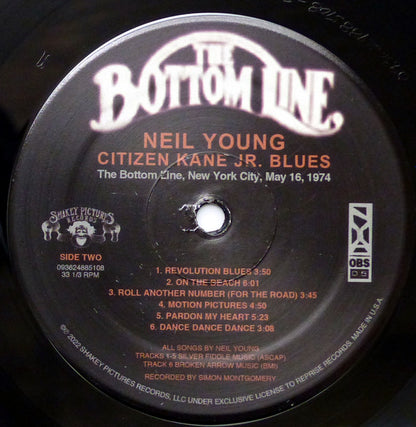 THE
BOTTOM LINE
NEIL YOUNG
CITIZEN KANE JR. BLUES
The Bottom Line, New York City, May 16, 1974
SHAKEY PICTURES
RECORDS
SIDE TWO
093624885108
33 1/3 RPM
OBS
1. REVOLUTION BLUES 3:50
2. ON THE BEACH 6:01
3. ROLL ANOTHER NUMBER (FOR THE ROAD) 3:45
4. MOTION PICTURES 4:50
5. PARDON MY HEART 5:23
6. DANCE DANCE DANCE 3:08
ALL SONGS BY NEIL YOUNG
TRACKS 1-5 SILVER FIDDLE MUSIC (ASCAP)
TRACK 6 BROKEN ARROW MUSIC (BMI)
RECORDED BY SIMON MONTGOMERY
©2022 SHAKEY PICTURES RECORDS, LLC UNDER EXCLUSIVE LICENSE TO REPRISE RECORDS. MADE IN U.S.A.